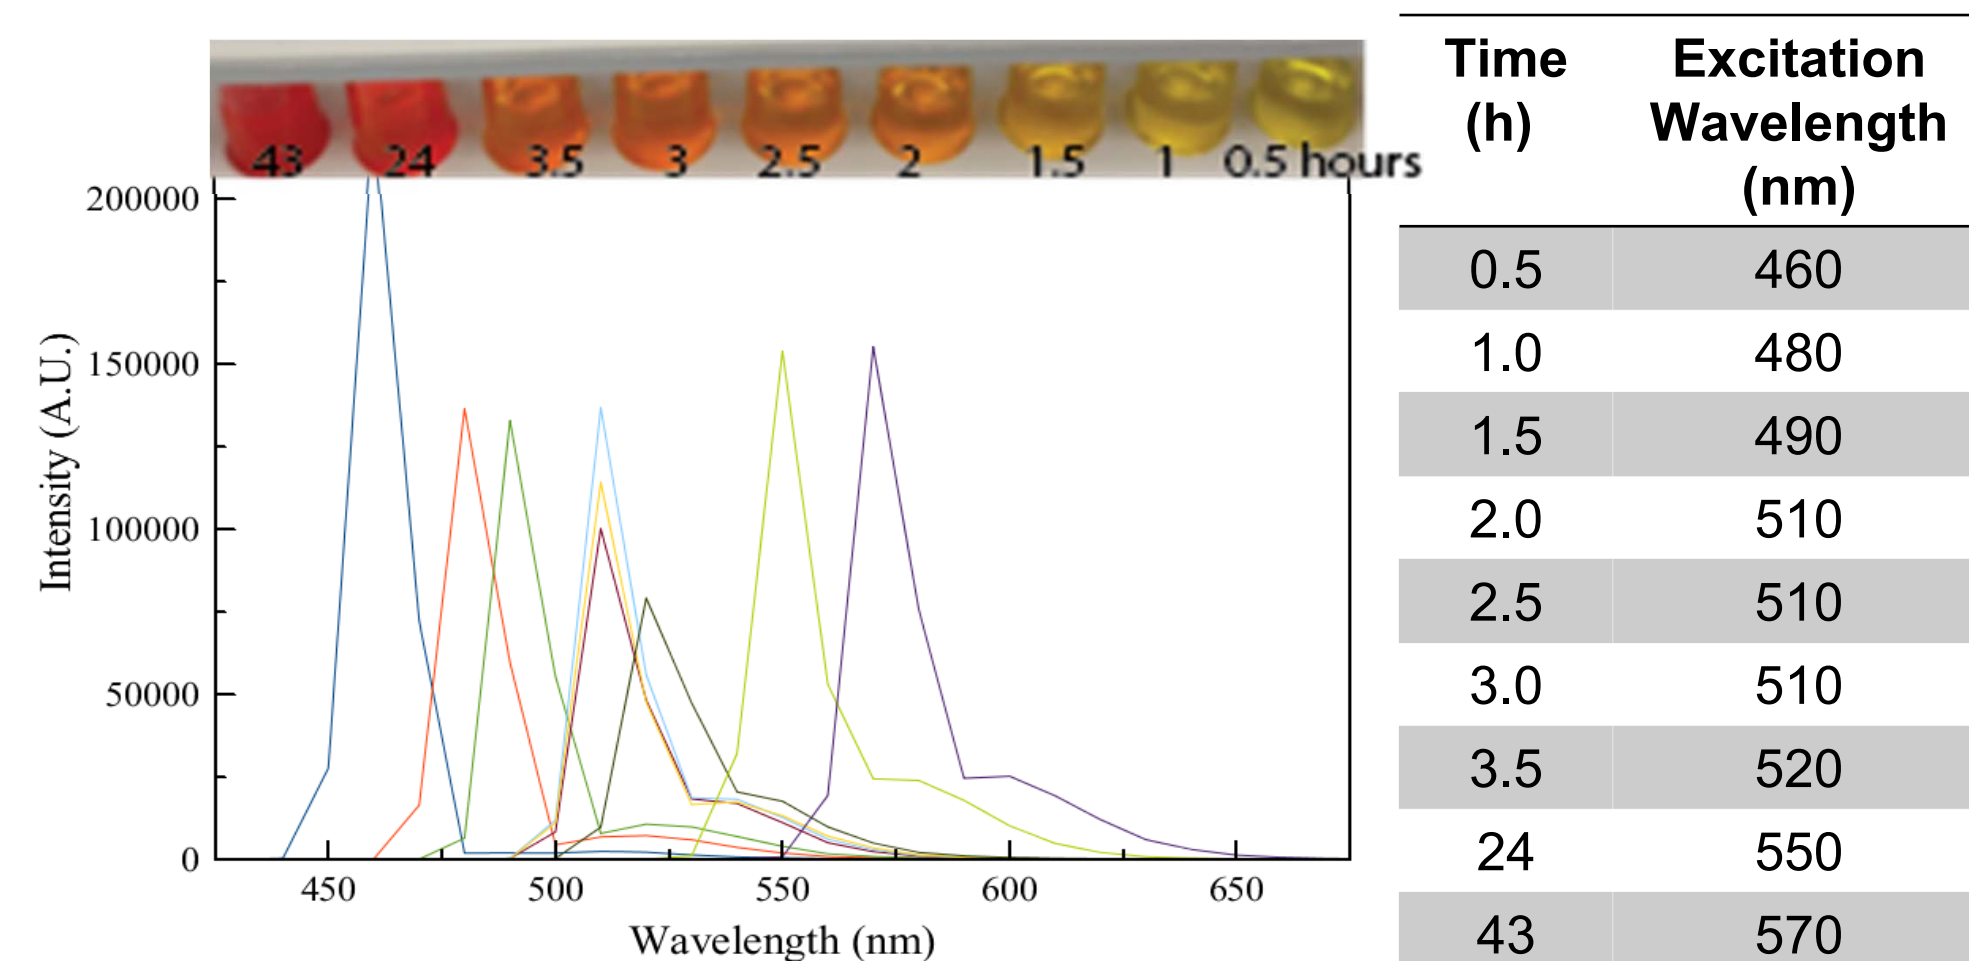 43 24 3.5 3 2.5 2 1.5 1 0.5 hours
200000
150000
100000
50000
0
Intensity (A.U.)
450 500 550 600 650
Wavelength (nm)
Time (h) Excitation Wavelength (nm)
0.5 460
1.0 480
1.5 490
2.0 510
2.5 510
3.0 510
3.5 520
24 550
43 570